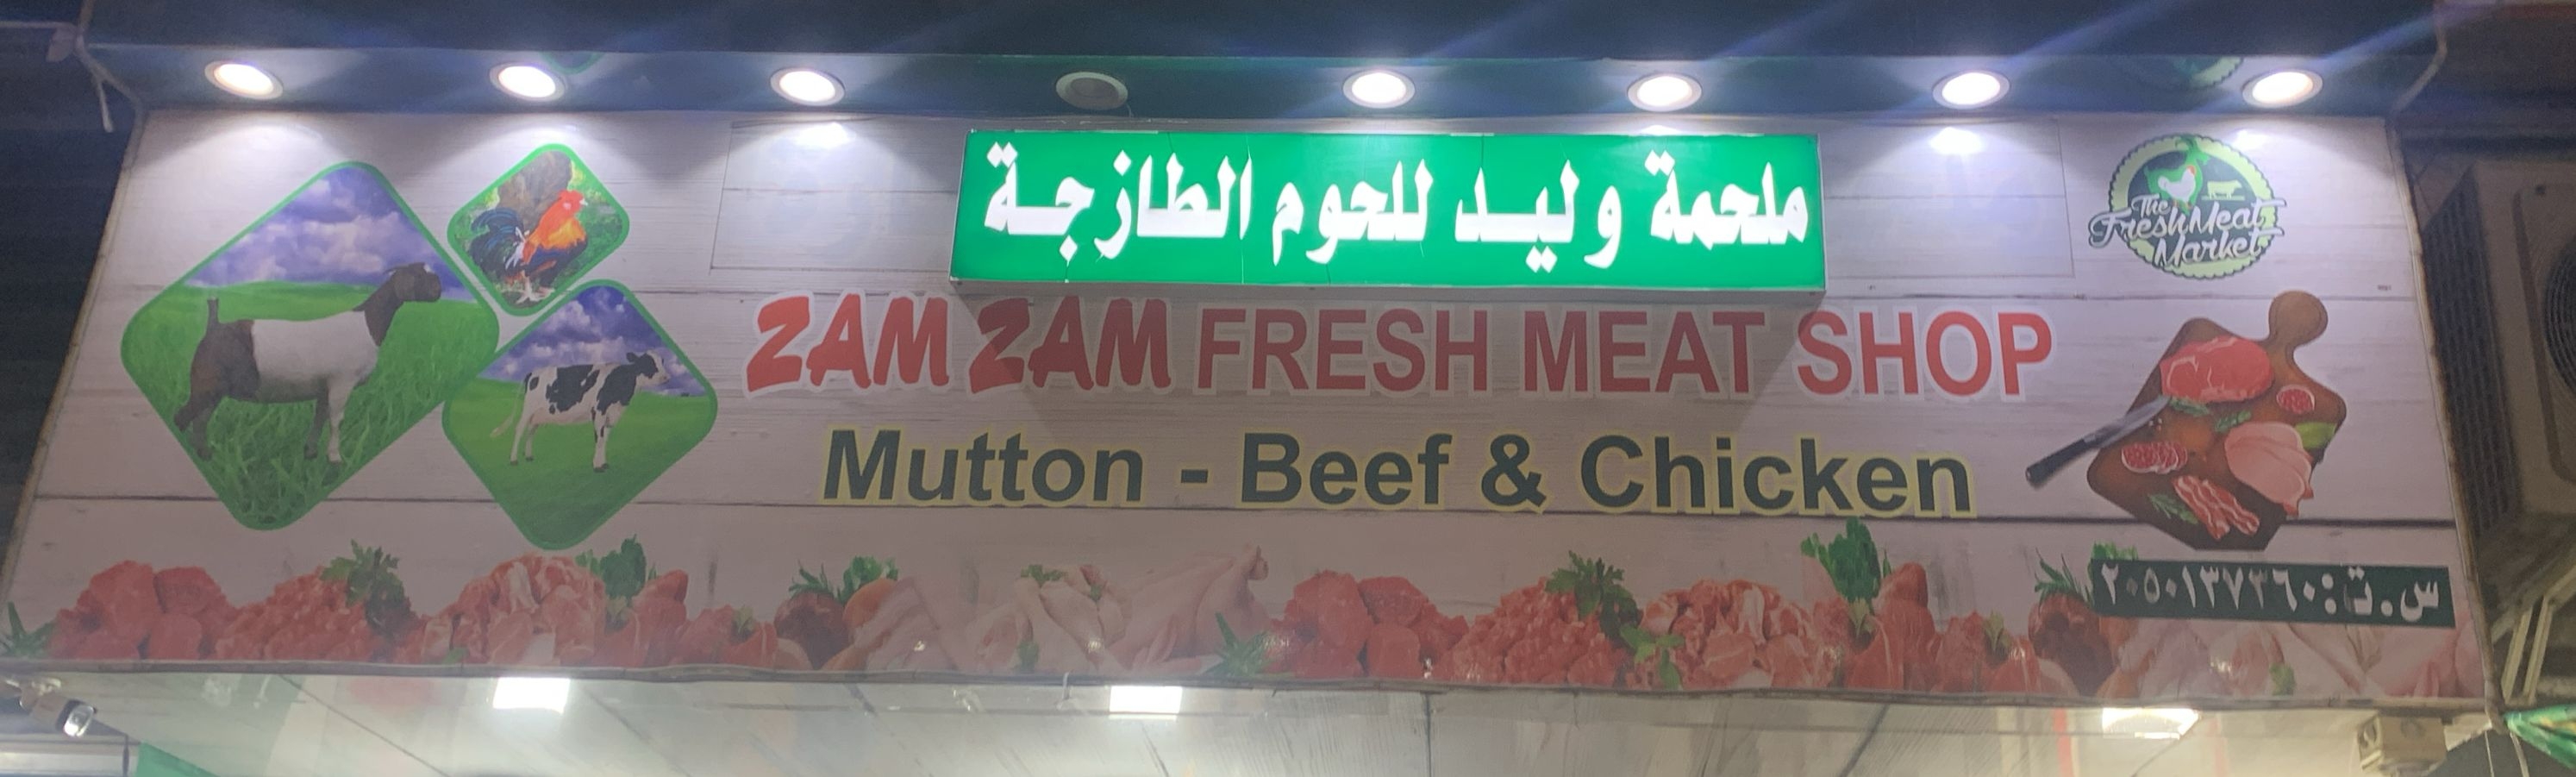 ملحمة وليد للحوم الطازجة
The
Fresh Meat
Market
ZAM ZAM FRESH MEAT SHOP
Mutton - Beef & Chicken
س.ت: ٢٠٥٠١٣٧٣٦٠